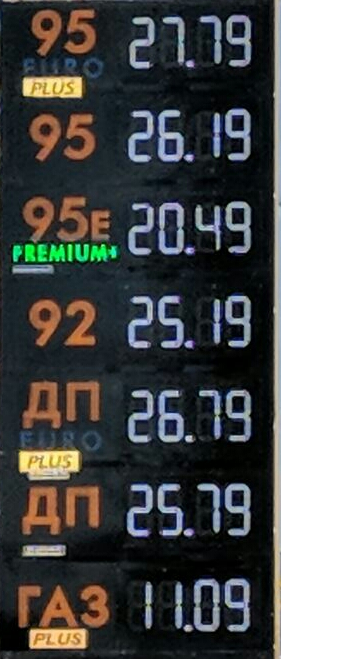 95 27.79
EURO
PLUS
95 26.19
95E 20.49
PREMIUM+
92 25.19
ДП 26.79
EURO
PLUS
ДП 25.79
ГАЗ 11.09
PLUS